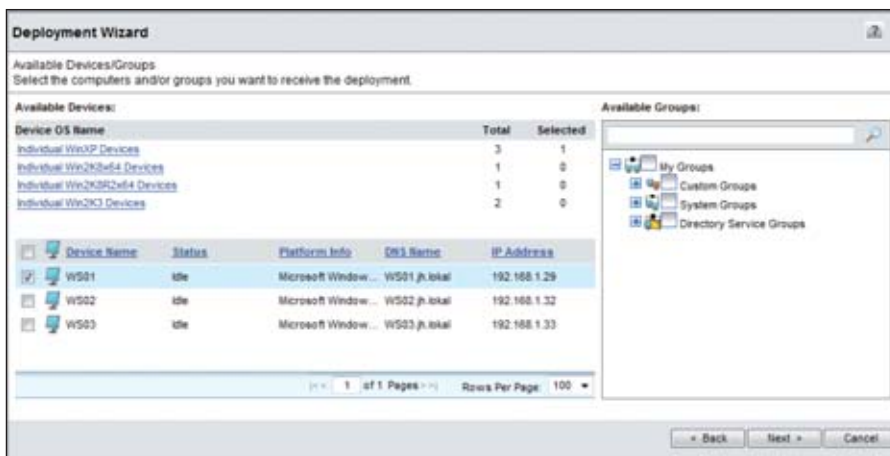 Deployment Wizard
Available Devices/Groups
Select the computers and/or groups you want to receive the deployment.
Available Devices:
Device OS Name Total Selected
Individual WinXP Devices 3 1
Individual Win2K8x64 Devices 1 0
Individual Win2K8R2x64 Devices 1 0
Individual Win2K3 Devices 2 0
Device Name Status Platform Info DNS Name IP Address
WS01 Idle Microsoft Window... WS01.jh.lokal 192.168.1.29
WS02 Idle Microsoft Window... WS02.jh.lokal 192.168.1.32
WS03 Idle Microsoft Window... WS03.jh.lokal 192.168.1.33
|<< 1 of 1 Pages >>| Rows Per Page: 100
Available Groups:
My Groups
Custom Groups
System Groups
Directory Service Groups
« Back Next » Cancel